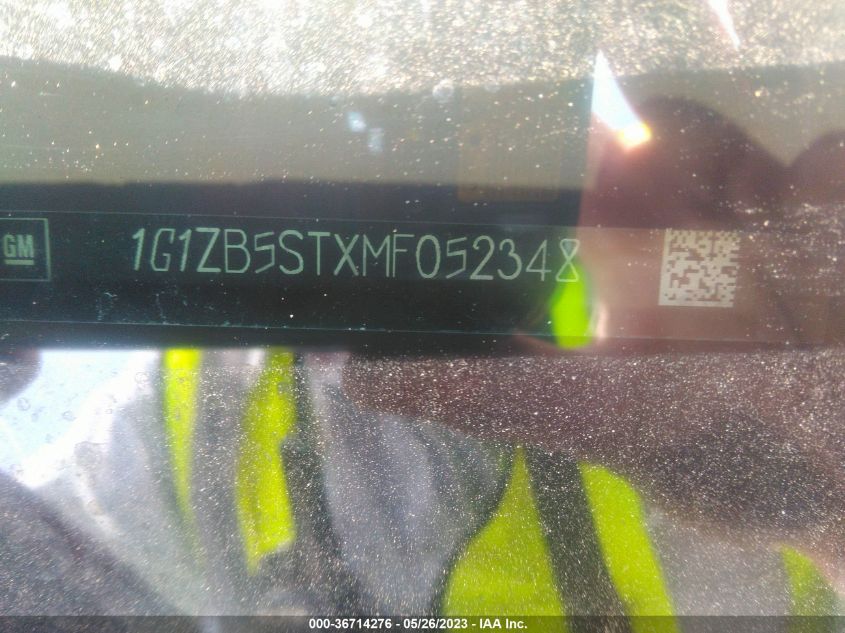 GM 1G1ZB5STXMF052348
000-36714276 - 05/26/2023 - IAA Inc.